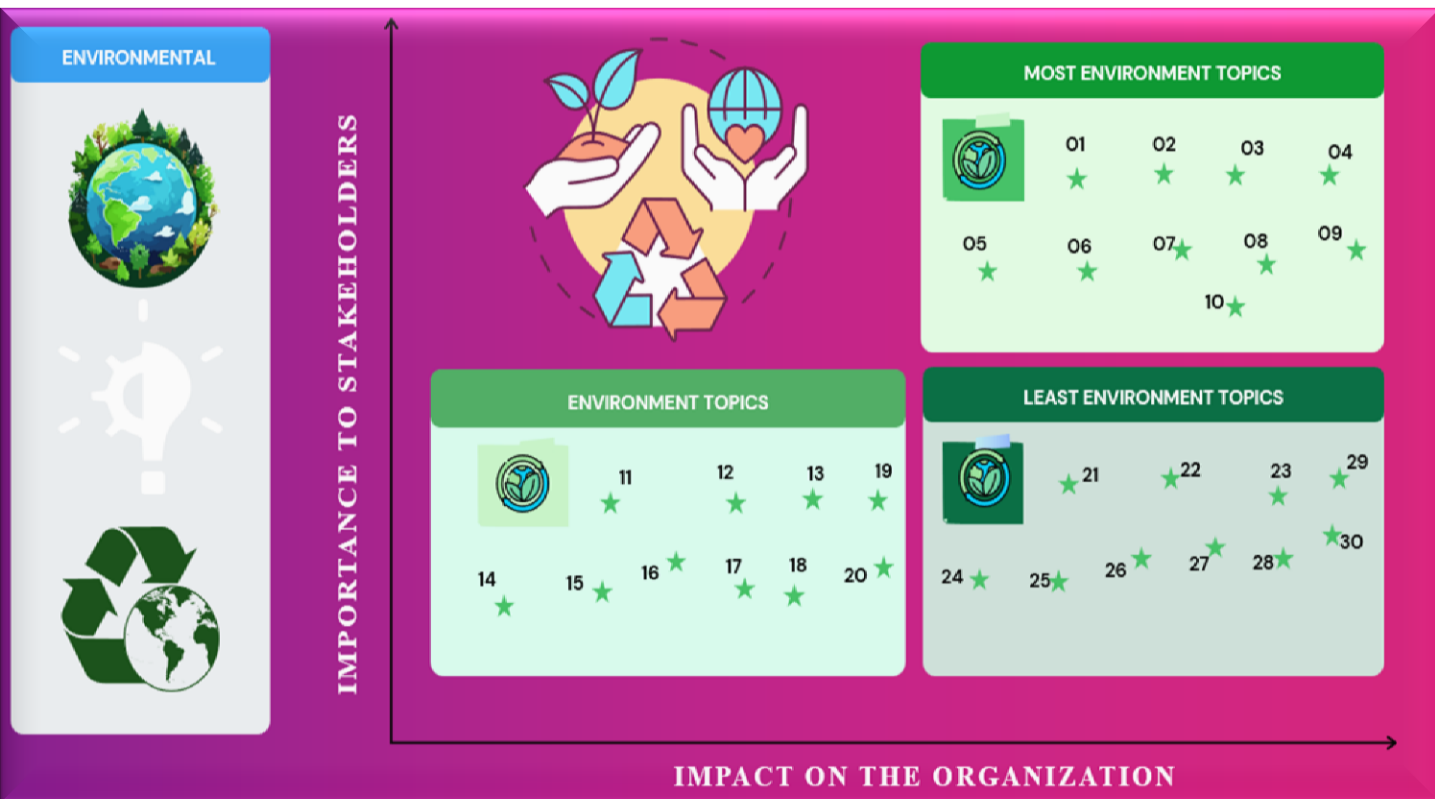 ENVIRONMENTAL
IMPORTANCE TO STAKEHOLDERS
MOST ENVIRONMENT TOPICS
01 02 03 04
05 06 07 08 09
10
ENVIRONMENT TOPICS
11 12 13 19
14 15 16 17 18 20
LEAST ENVIRONMENT TOPICS
21 22 23 29
24 25 26 27 28 30
IMPACT ON THE ORGANIZATION